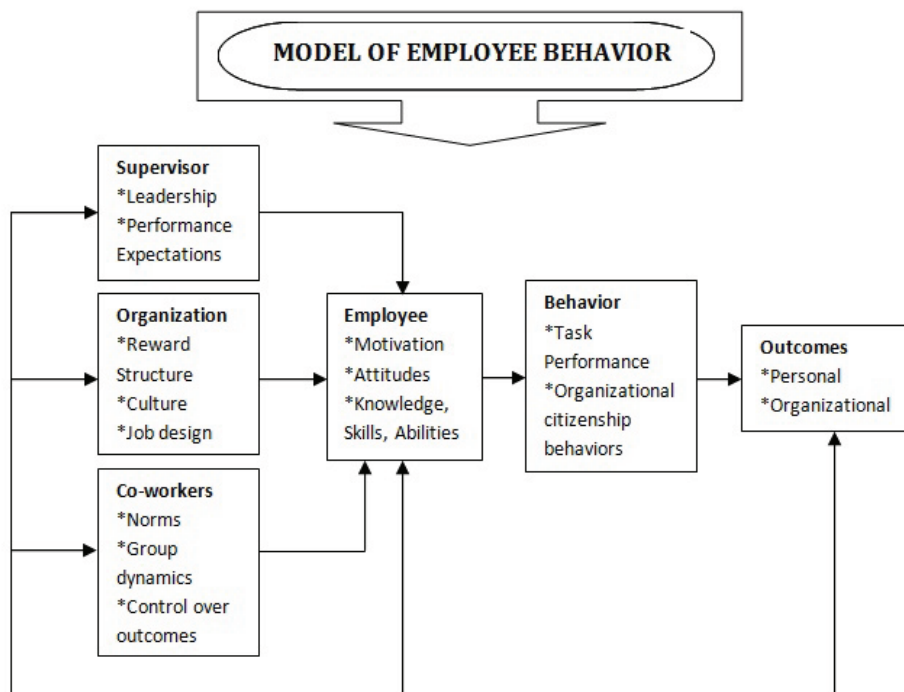 MODEL OF EMPLOYEE BEHAVIOR
Supervisor
*Leadership
*Performance
Expectations
Organization
*Reward
Structure
*Culture
*Job design
Co-workers
*Norms
*Group
dynamics
*Control over
outcomes
Employee
*Motivation
*Attitudes
*Knowledge,
Skills, Abilities
Behavior
*Task
Performance
*Organizational
citizenship
behaviors
Outcomes
*Personal
*Organizational